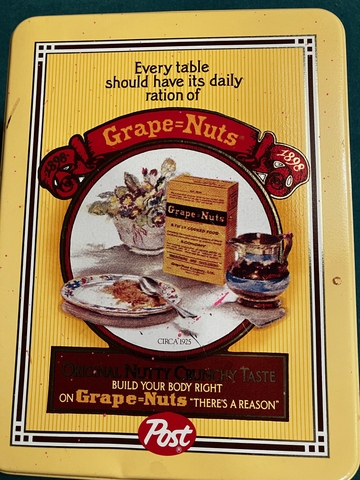 Every table
should have its daily
ration of
Grape=Nuts®
1898
1898
Grape=Nuts
CIRCA 1925
ORIGINAL NUTTY CRUNCHY TASTE
BUILD YOUR BODY RIGHT
ON Grape=Nuts "THERE'S A REASON"
Post®